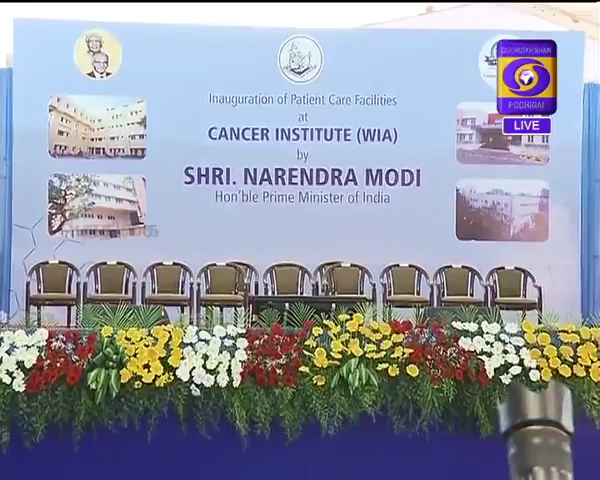 DOORDARSHAN
PODHIGAI
LIVE
Inauguration of Patient Care Facilities
at
CANCER INSTITUTE (WIA)
by
SHRI. NARENDRA MODI
Hon'ble Prime Minister of India